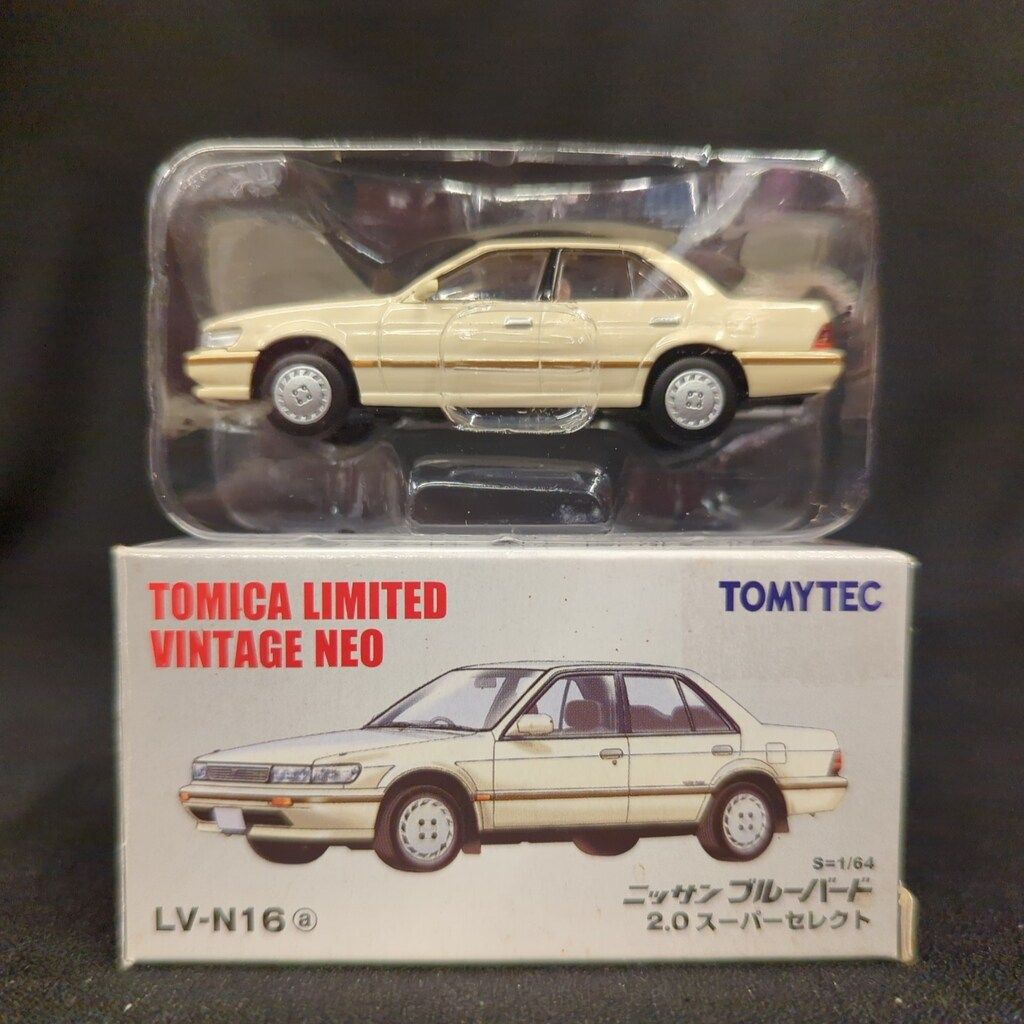 TOMICA LIMITED
VINTAGE NEO
TOMYTEC
S=1/64
ニッサン ブルーバード
2.0 スーパーセレクト
LV-N16 ⓐ